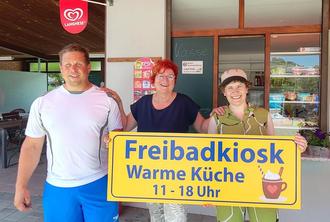 LANGNESE
Freibadkiosk
Warme Küche
11 - 18 Uhr